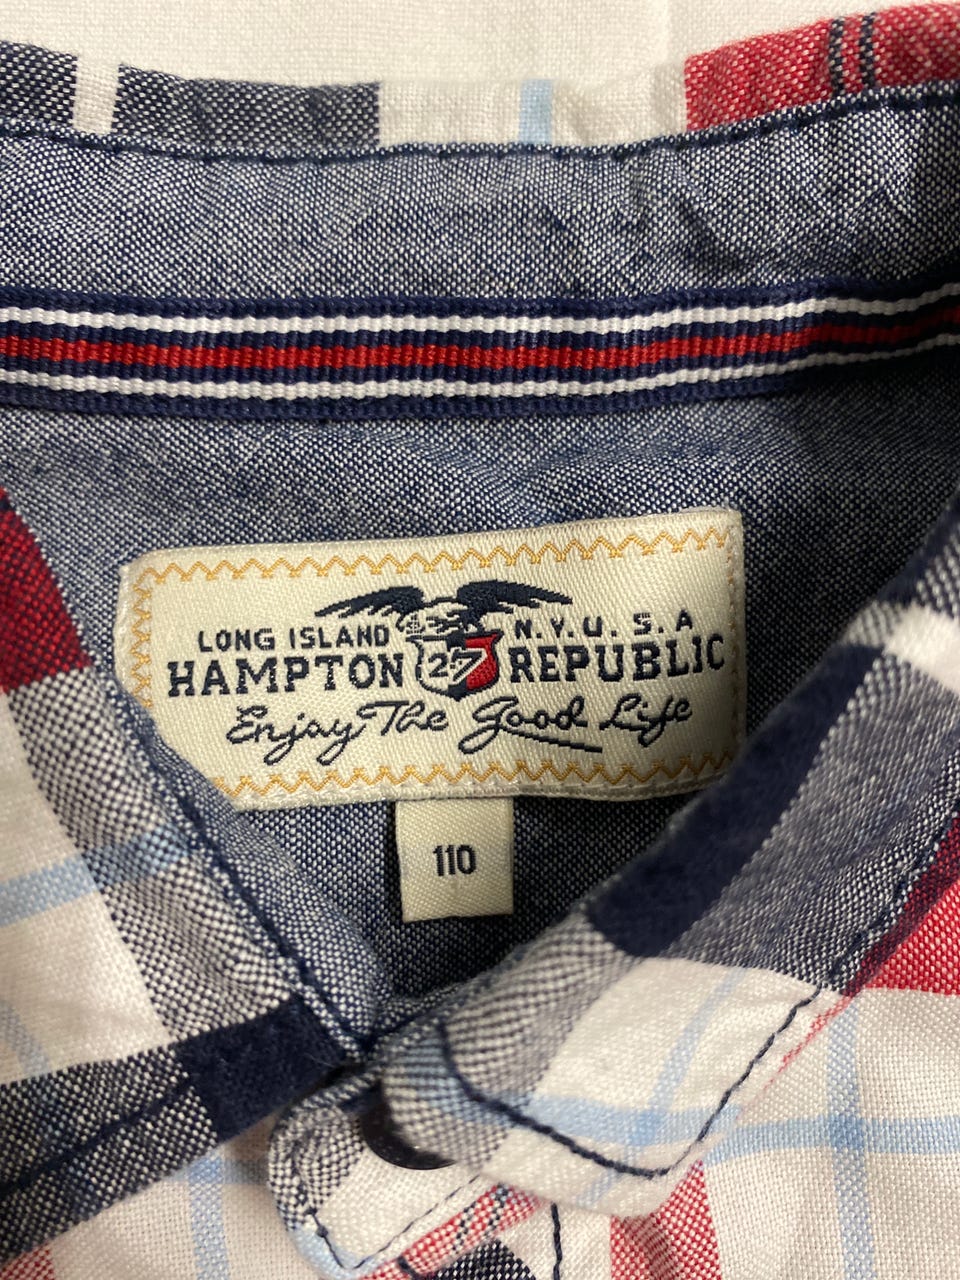 LONG ISLAND N.Y.U.S.A
HAMPTON 27 REPUBLIC
Enjoy The good Life
110